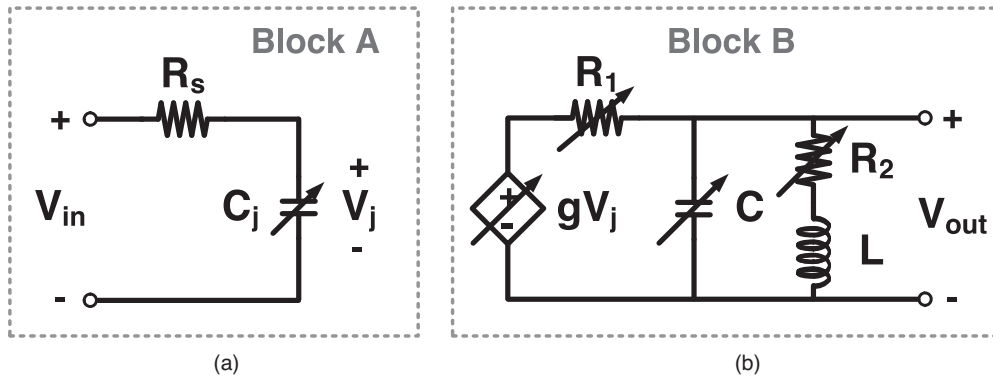 Block A
Block B
R_s
R_1
+
+
+
+
R_2
V_in
C_j
V_j
+
-
gV_j
C
L
V_out
-
-
-
(a)
(b)